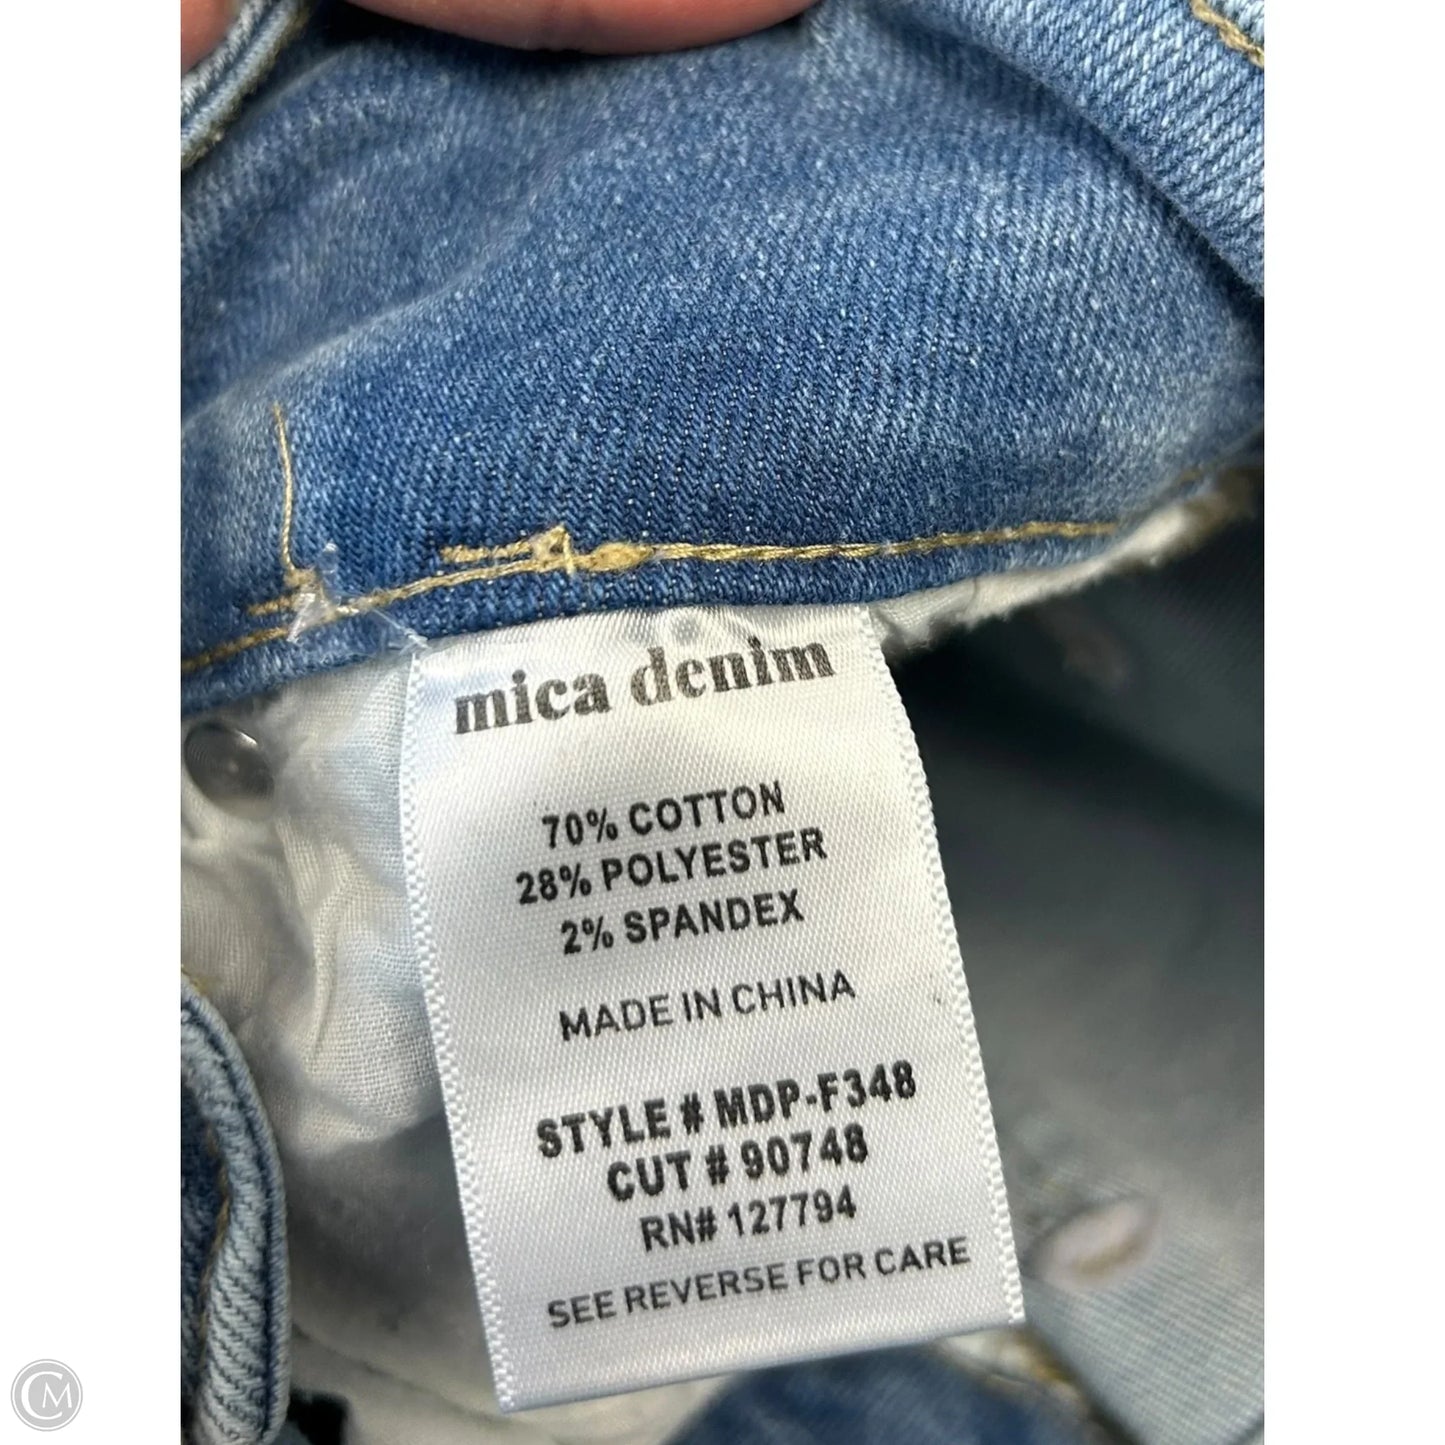 mica denim
70% COTTON
28% POLYESTER
2% SPANDEX
MADE IN CHINA
STYLE # MDP-F348
CUT # 90748
RN# 127794
SEE REVERSE FOR CARE
CM